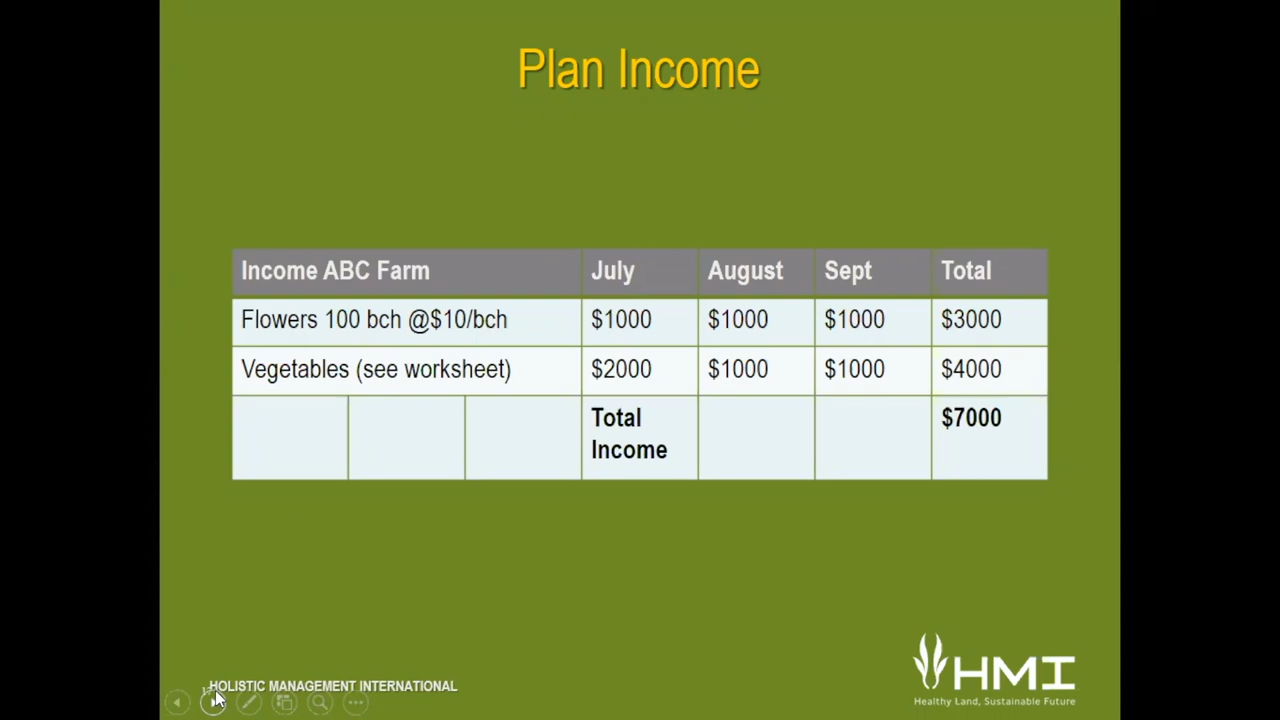 Plan Income
Income ABC Farm July August Sept Total
Flowers 100 bch @$10/bch $1000 $1000 $1000 $3000
Vegetables (see worksheet) $2000 $1000 $1000 $4000
Total $7000
Income
HMI
HOLISTIC MANAGEMENT INTERNATIONAL
Healthy Land, Sustainable Future